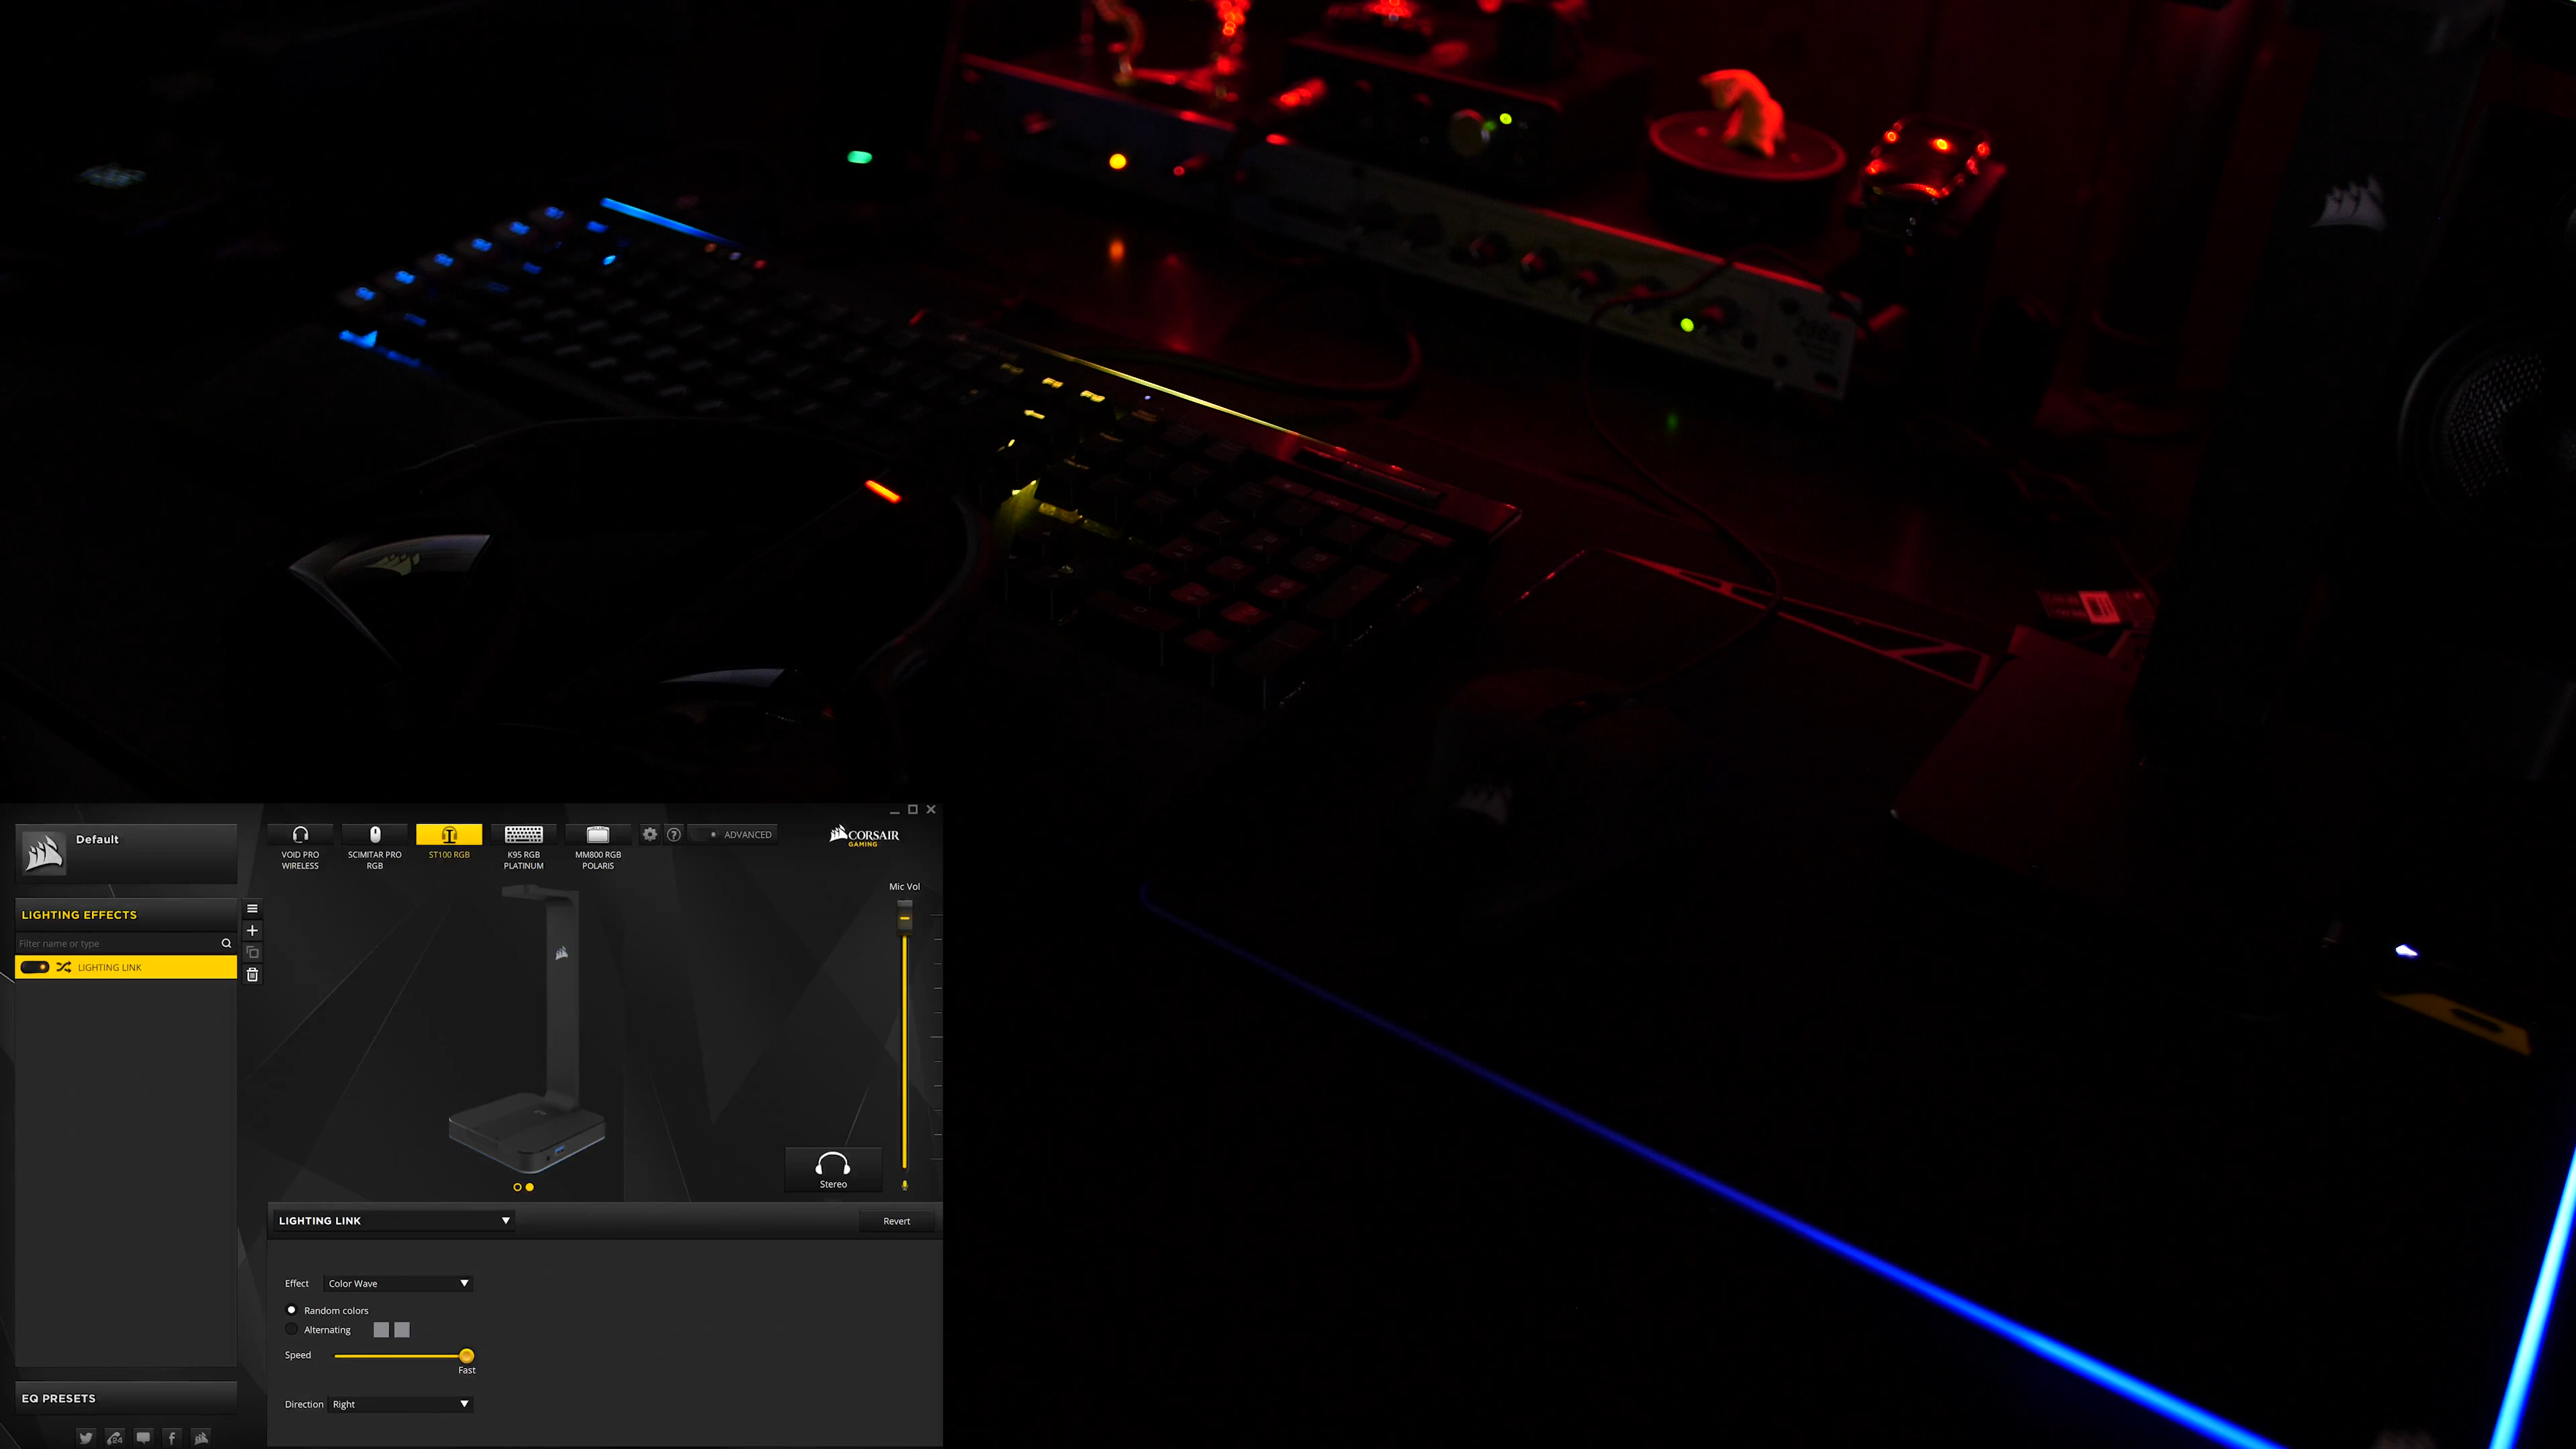 Default
VOID PRO
WIRELESS
SCIMITAR PRO
RGB
ST100 RGB
K95 RGB
PLATINUM
MM800 RGB
POLARIS
?
ADVANCED
CORSAIR
GAMING
LIGHTING EFFECTS
Filter name or type
LIGHTING LINK
Mic Vol
Stereo
LIGHTING LINK
Revert
Effect
Color Wave
Random colors
Alternating
Speed
Fast
Direction
Right
EQ PRESETS
24